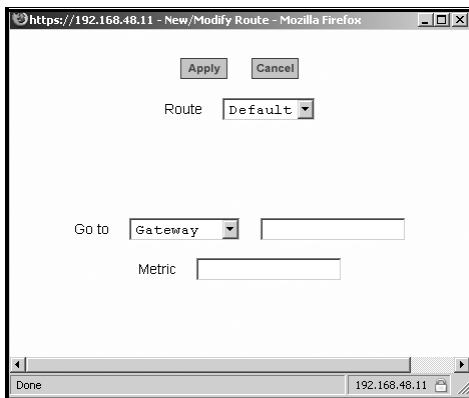 https://192.168.48.11 - New/Modify Route - Mozilla Firefox
Apply Cancel
Route Default
Go to Gateway
Metric
Done 192.168.48.11